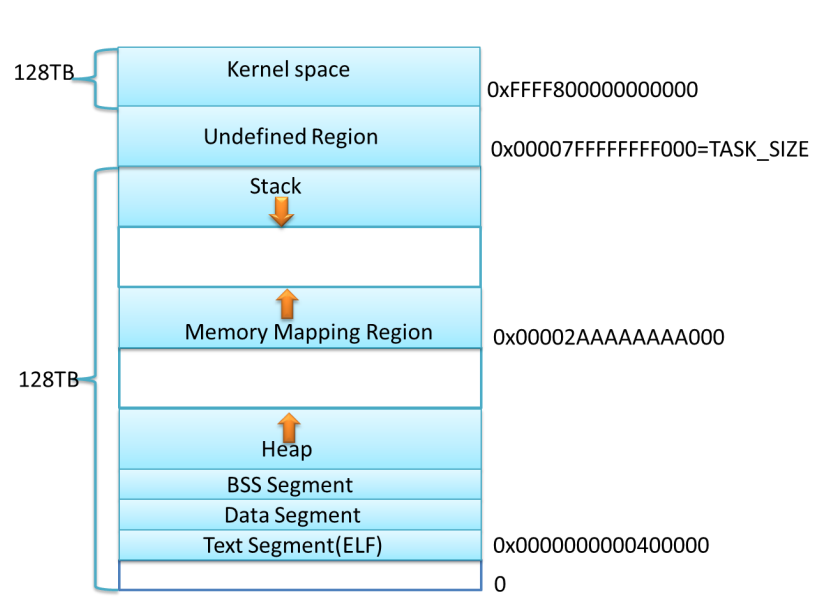 128TB
Kernel space
0xFFFF800000000000
Undefined Region
0x00007FFFFFFFF000=TASK_SIZE
Stack
Memory Mapping Region
0x00002AAAAAAAA000
128TB
Heap
BSS Segment
Data Segment
Text Segment(ELF)
0x0000000000400000
0